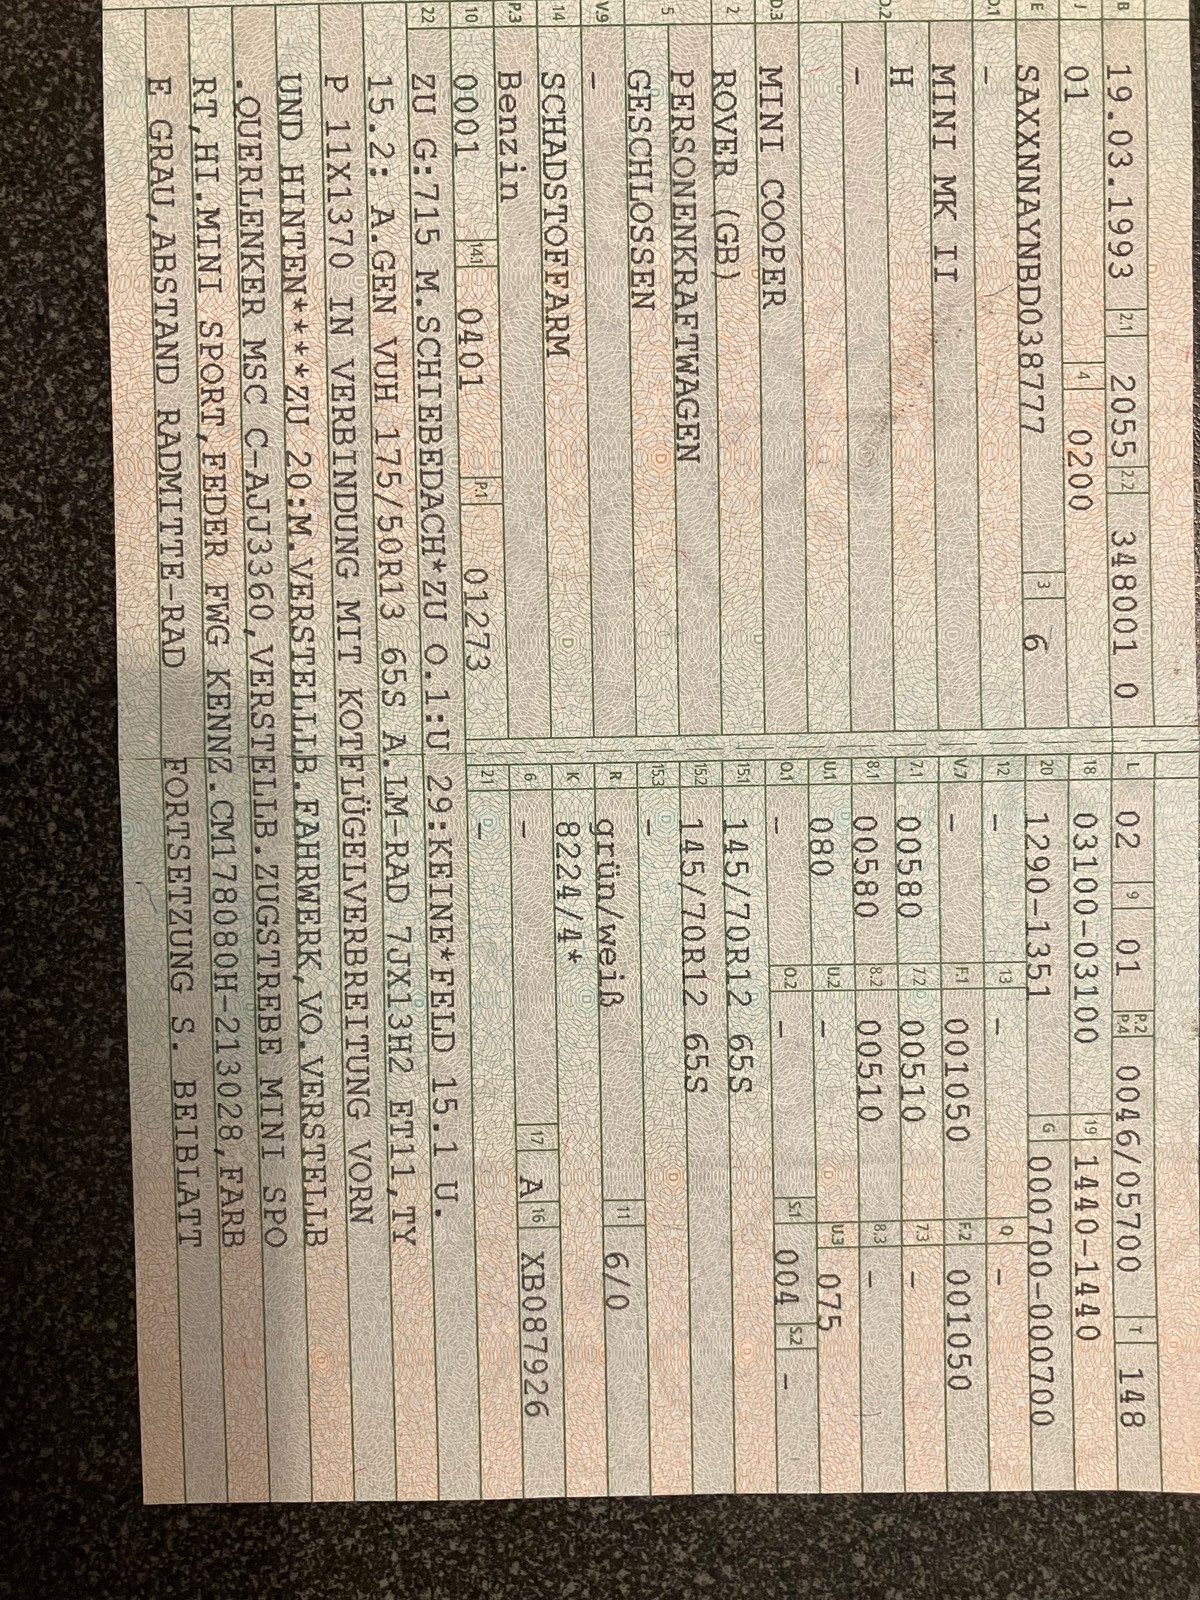 B 19.03.1993 2.1 2055 2.2 348001 0
J 01 4 0200
E SAXXNNAYNBD038777 3 6
D.1 -
MINI MK II
D.2 H
-
D.3 MINI COOPER
2 ROVER (GB)
5 PERSONENKRAFTWAGEN
GESCHLOSSEN
V.9 -
14 SCHADSTOFFARM
P.3 Benzin
10 0001 14.1 0401 P.1 01273
L 02 9 01 P.2 P.4 0046/05700 T 148
18 03100-03100 19 1440-1440
20 1290-1351 G 000700-000700
12 - 13 - Q -
V.7 - F.1 001050 F.2 001050
7.1 00580 7.2 00510 7.3 -
8.1 00580 8.2 00510 8.3 -
U.1 080 U.2 - U.3 075
O.1 - O.2 - S.1 004 S.2 -
15.1 145/70R12 65S
15.2 145/70R12 65S
15.3 -
R grün/weiß 11 6/0
K 8224/4*
6 - 17 A 16 XB087926
21 -
22 ZU G:715 M.SCHIEBEDACH*ZU O.1:U 29:KEINE*FELD 15.1 U.
15.2: A.GEN VUH 175/50R13 65S A.LM-RAD 7JX13H2 ET11,TY
P 11X1370 IN VERBINDUNG MIT KOTFLÜGELVERBREITUNG VORN
UND HINTEN****ZU 20:M.VERSTELLLB.FAHRWERK,VO.VERSTELLB
.QUERLENKER MSC C-AJJ3360,VERSTELLB.ZUGSTREBE MINI SPO
RT,HI.MINI SPORT,FEDER FWG KENNZ.CM178080H-213028,FARB
E GRAU,ABSTAND RADMITTE-RAD FORTSETZUNG S. BEIBLATT